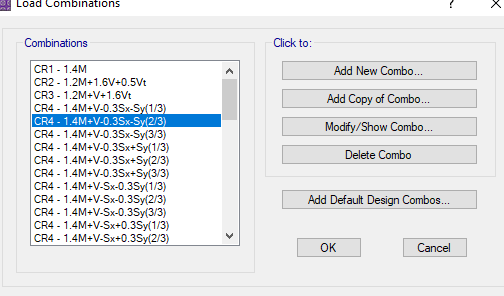 Load Combinations
?
Combinations
Click to:
CR1 - 1.4M
CR2 - 1.2M+1.6V+0.5Vt
CR3 - 1.2M+V+1.6Vt
CR4 - 1.4M+V-0.3Sx-Sy(1/3)
CR4 - 1.4M+V-0.3Sx-Sy(2/3)
CR4 - 1.4M+V-0.3Sx-Sy(3/3)
CR4 - 1.4M+V-0.3Sx+Sy(1/3)
CR4 - 1.4M+V-0.3Sx+Sy(2/3)
CR4 - 1.4M+V-0.3Sx+Sy(3/3)
CR4 - 1.4M+V-Sx-0.3Sy(1/3)
CR4 - 1.4M+V-Sx-0.3Sy(2/3)
CR4 - 1.4M+V-Sx-0.3Sy(3/3)
CR4 - 1.4M+V-Sx+0.3Sy(1/3)
CR4 - 1.4M+V-Sx+0.3Sy(2/3)
Add New Combo...
Add Copy of Combo...
Modify/Show Combo...
Delete Combo
Add Default Design Combos...
OK
Cancel